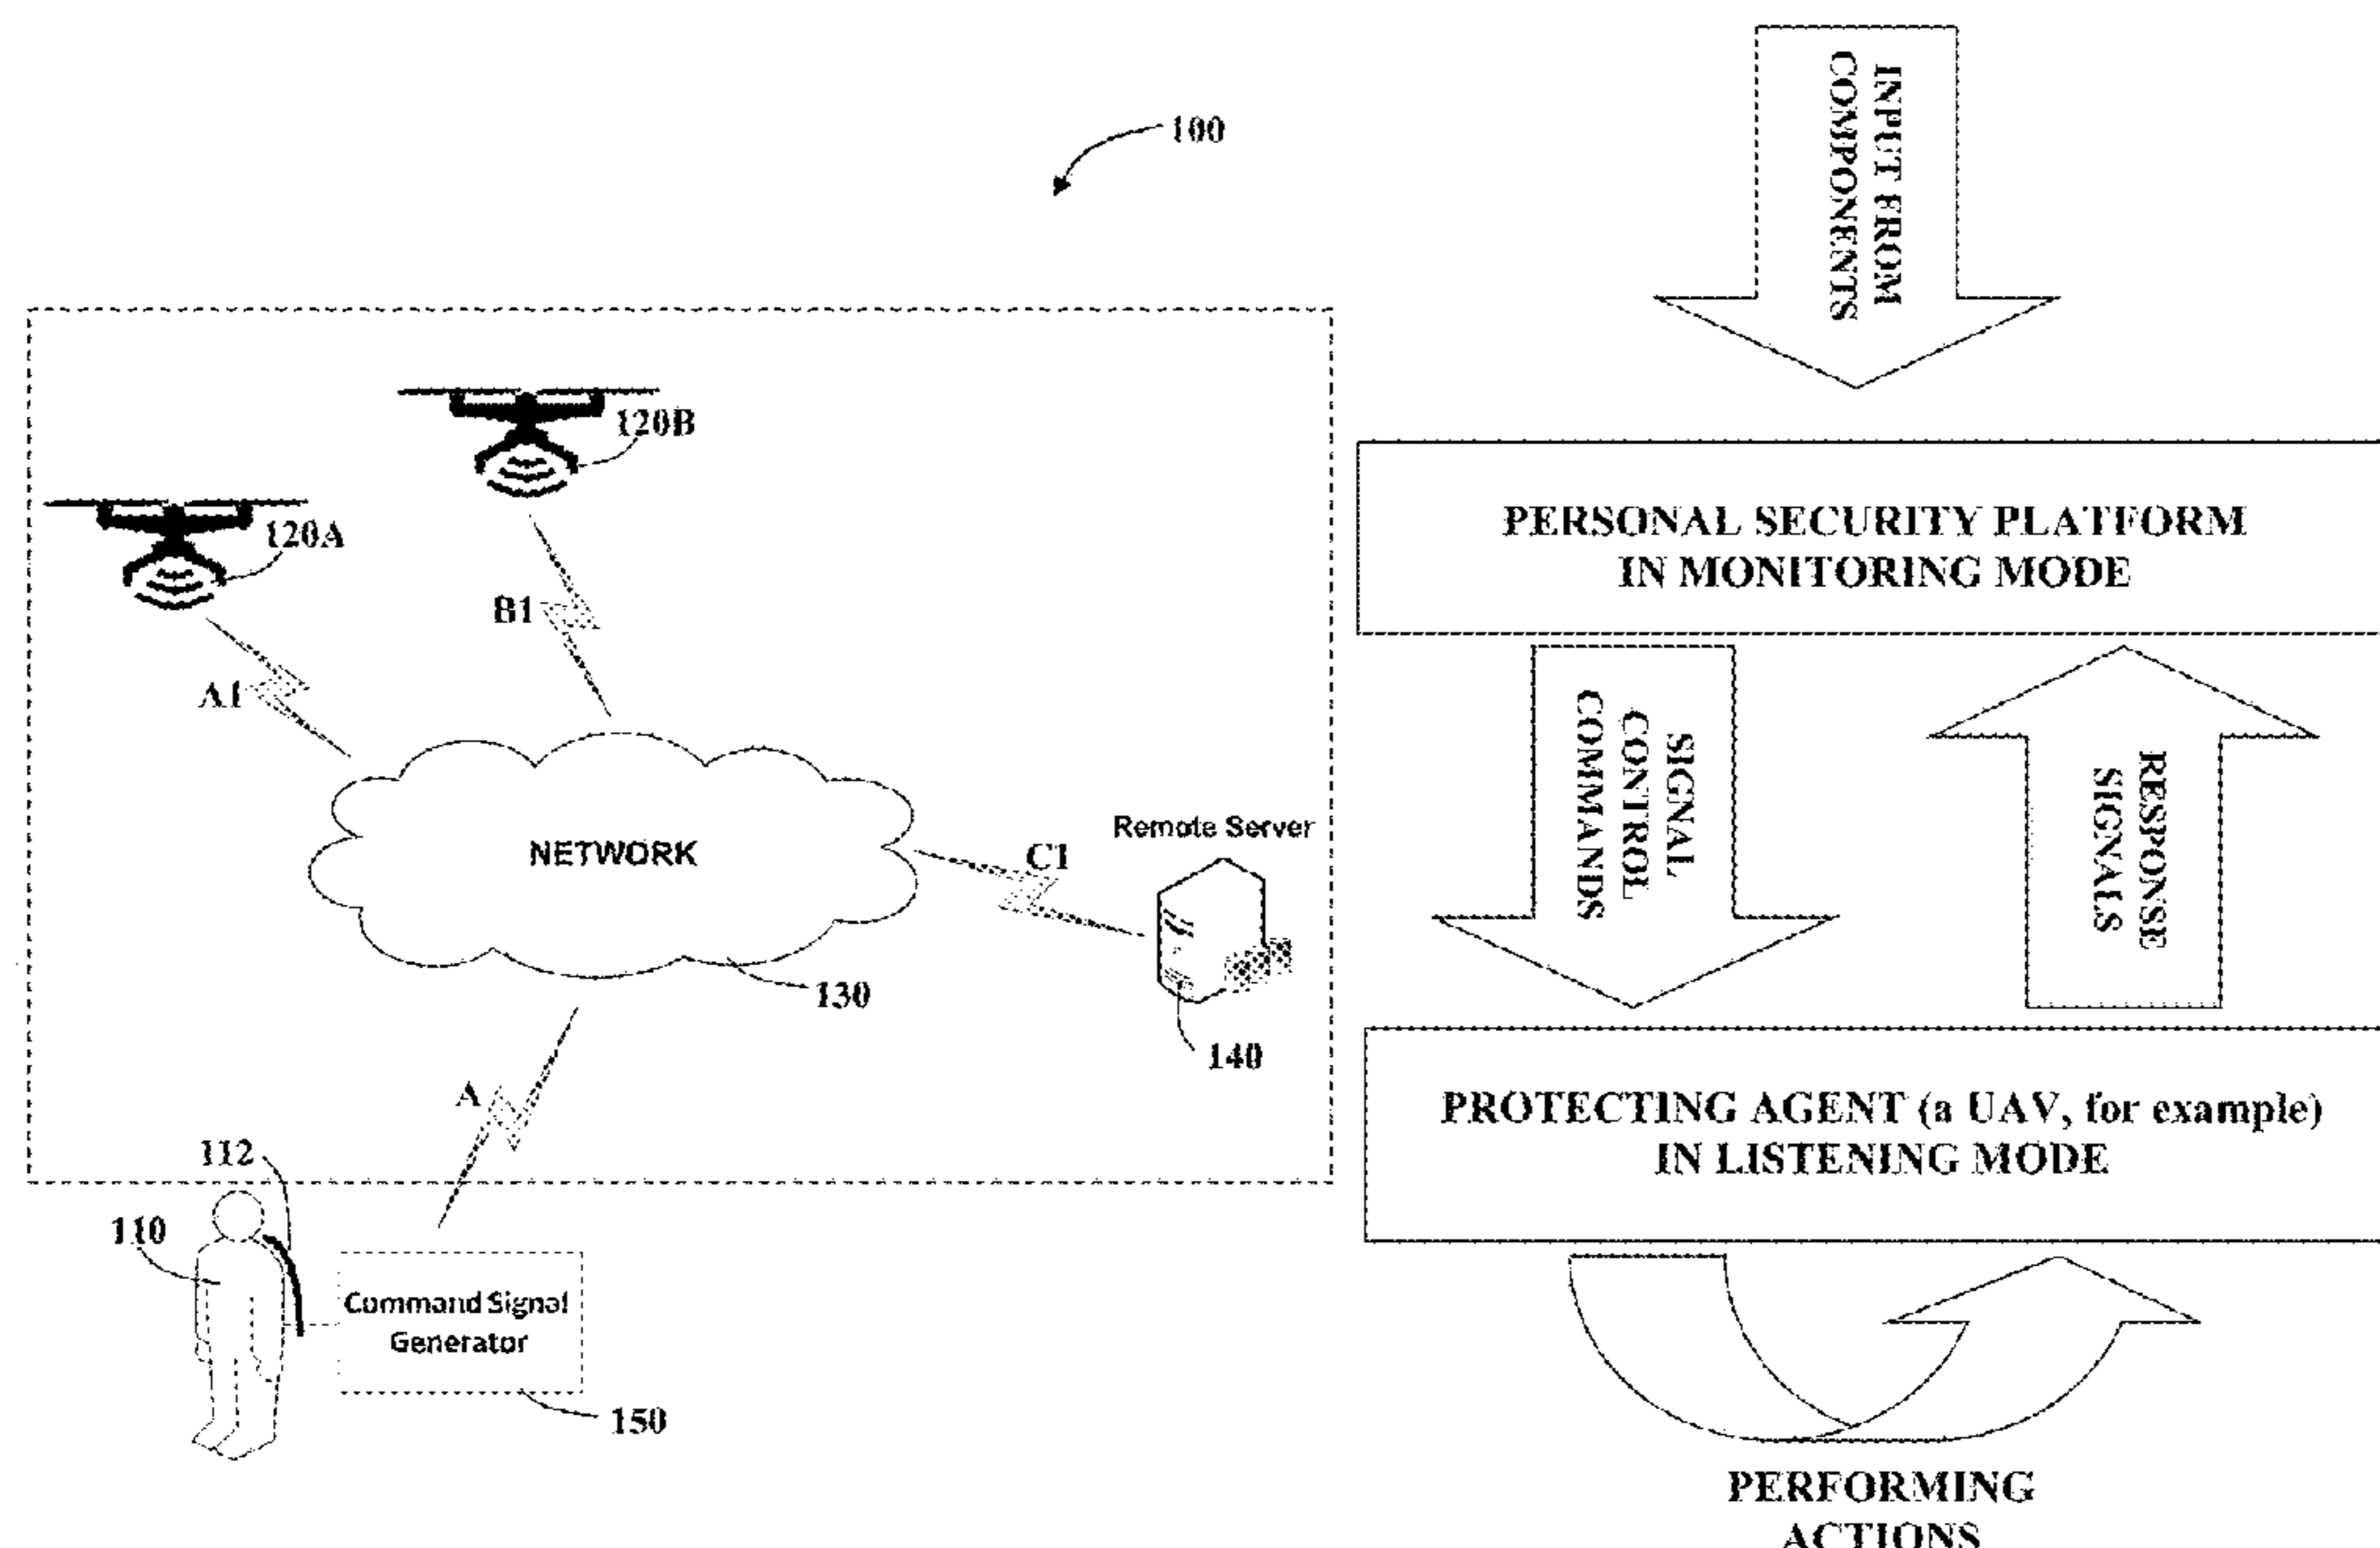 100
120B
120A
B1
A1
NETWORK
Remote Server
C1
130
140
A
112
110
Command Signal
Generator
150
INPUT FROM
COMPONENTS
PERSONAL SECURITY PLATFORM
IN MONITORING MODE
SIGNAL
CONTROL
COMMANDS
RESPONSE
SIGNALS
PROTECTING AGENT (a UAV, for example)
IN LISTENING MODE
PERFORMING
ACTIONS